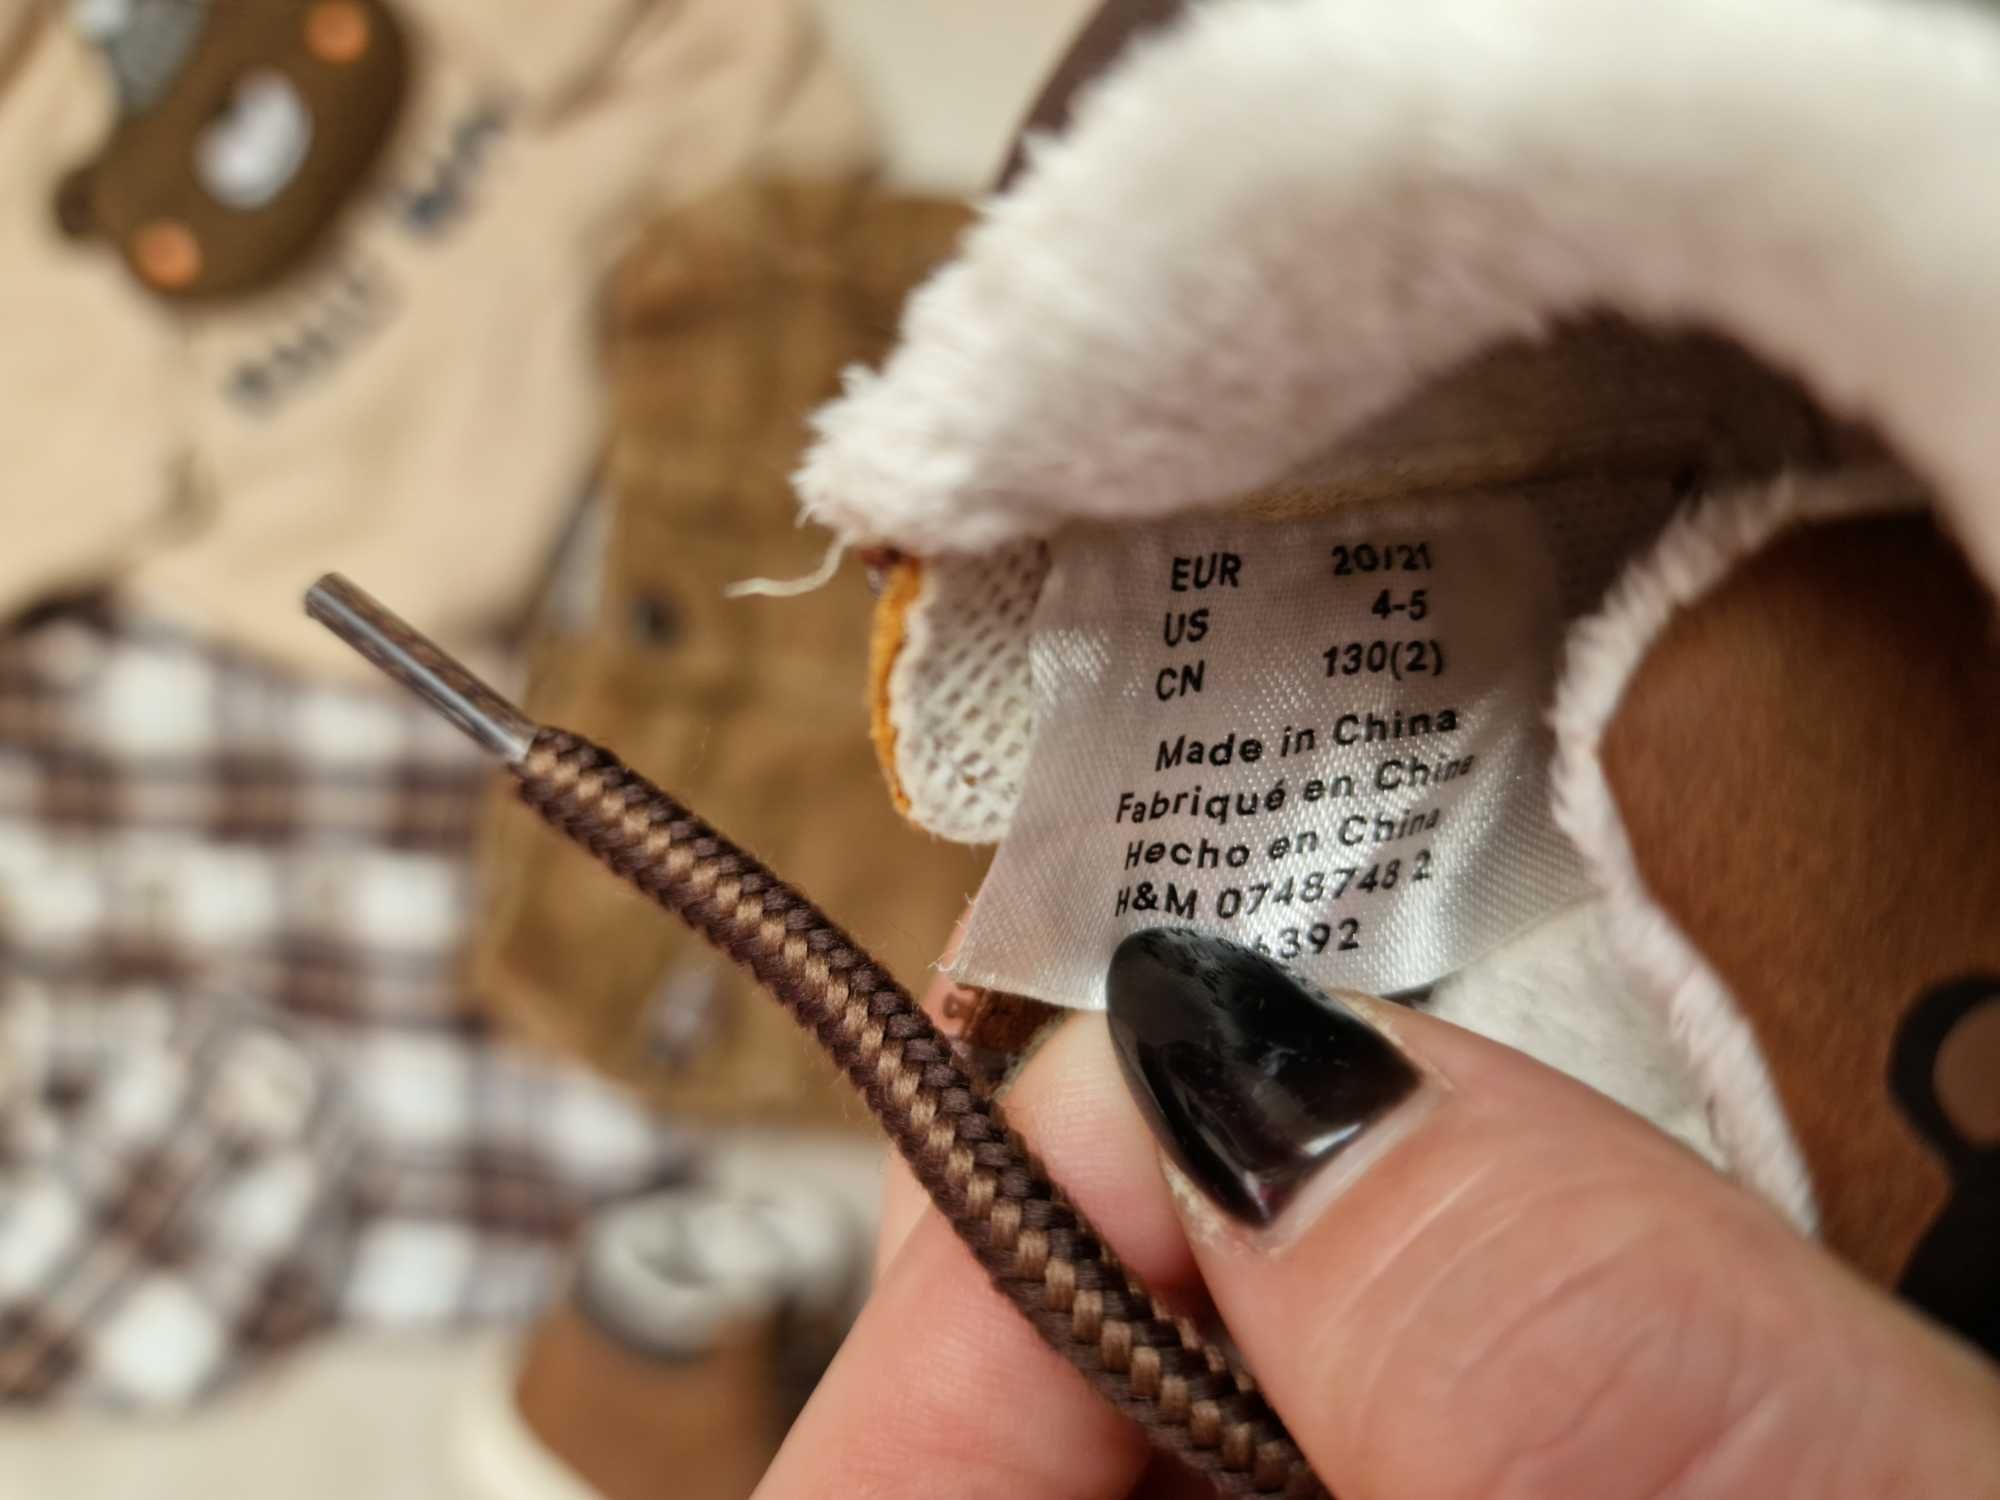 EUR 20/21
US 4-5
CN 130(2)
Made in China
Fabriqué en Chine
Hecho en China
H&M 0748748 2
6392